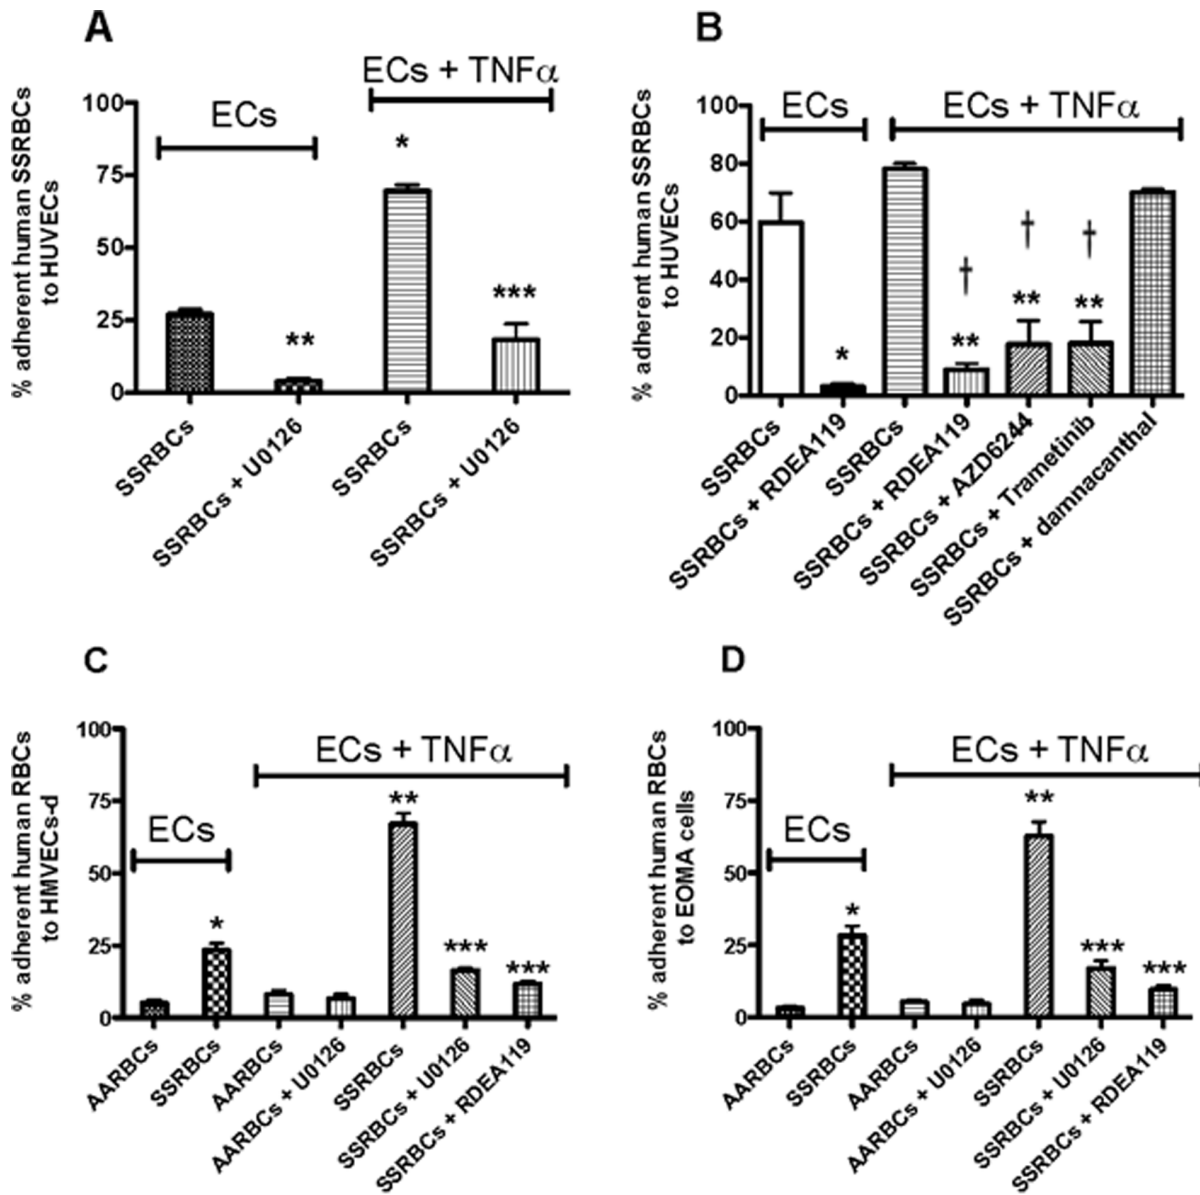 A
ECs
ECs + TNFα
% adherent human SSRBCs
to HUVECs
100
75
50
25
0
*
**
***
SSRBCs
SSRBCs + U0126
SSRBCs
SSRBCs + U0126
B
ECs
ECs + TNFα
% adherent human SSRBCs
to HUVECs
100
80
60
40
20
0
*
†
**
†
**
†
**
SSRBCs
SSRBCs + RDEA119
SSRBCs
SSRBCs + RDEA119
SSRBCs + AZD6244
SSRBCs + Trametinib
SSRBCs + damnacanthal
C
ECs
ECs + TNFα
% adherent human RBCs
to HMVECs-d
100
75
50
25
0
*
**
***
***
AARBCs
SSRBCs
AARBCs
AARBCs + U0126
SSRBCs
SSRBCs + U0126
SSRBCs + RDEA119
D
ECs
ECs + TNFα
% adherent human RBCs
to EOMA cells
100
75
50
25
0
*
**
***
***
AARBCs
SSRBCs
AARBCs
AARBCs + U0126
SSRBCs
SSRBCs + U0126
SSRBCs + RDEA119